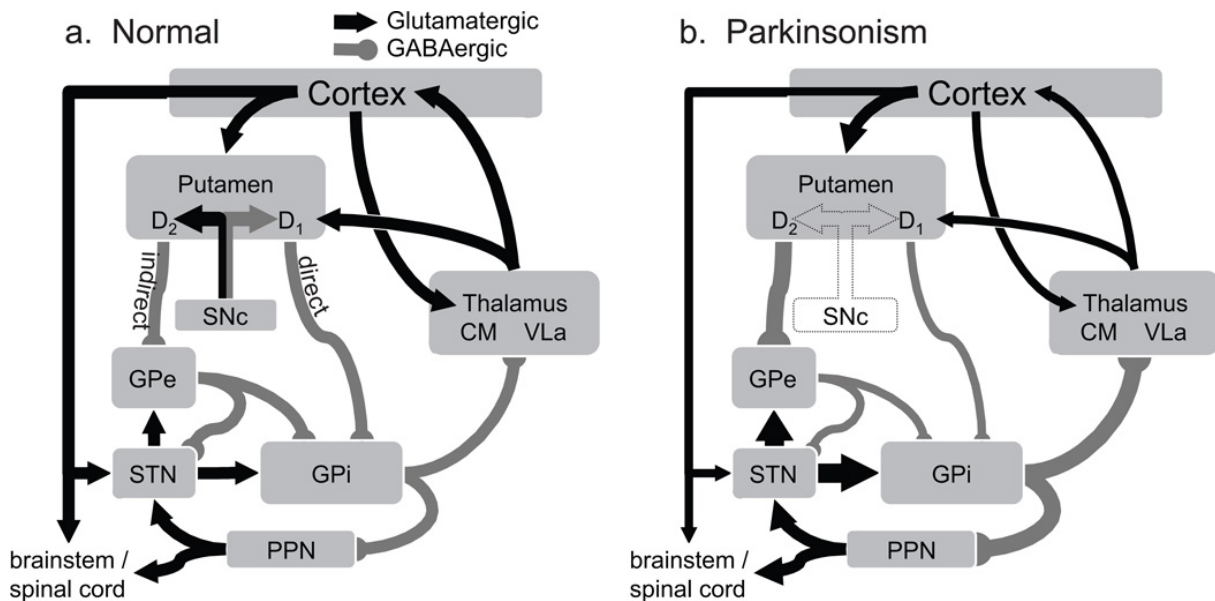 a. Normal
Glutamatergic
GABAergic
Cortex
Putamen
D2 D1
indirect
direct
SNc
Thalamus
CM VLa
GPe
STN
GPi
PPN
brainstem /
spinal cord
b. Parkinsonism
Cortex
Putamen
D2 D1
SNc
Thalamus
CM VLa
GPe
STN
GPi
PPN
brainstem /
spinal cord